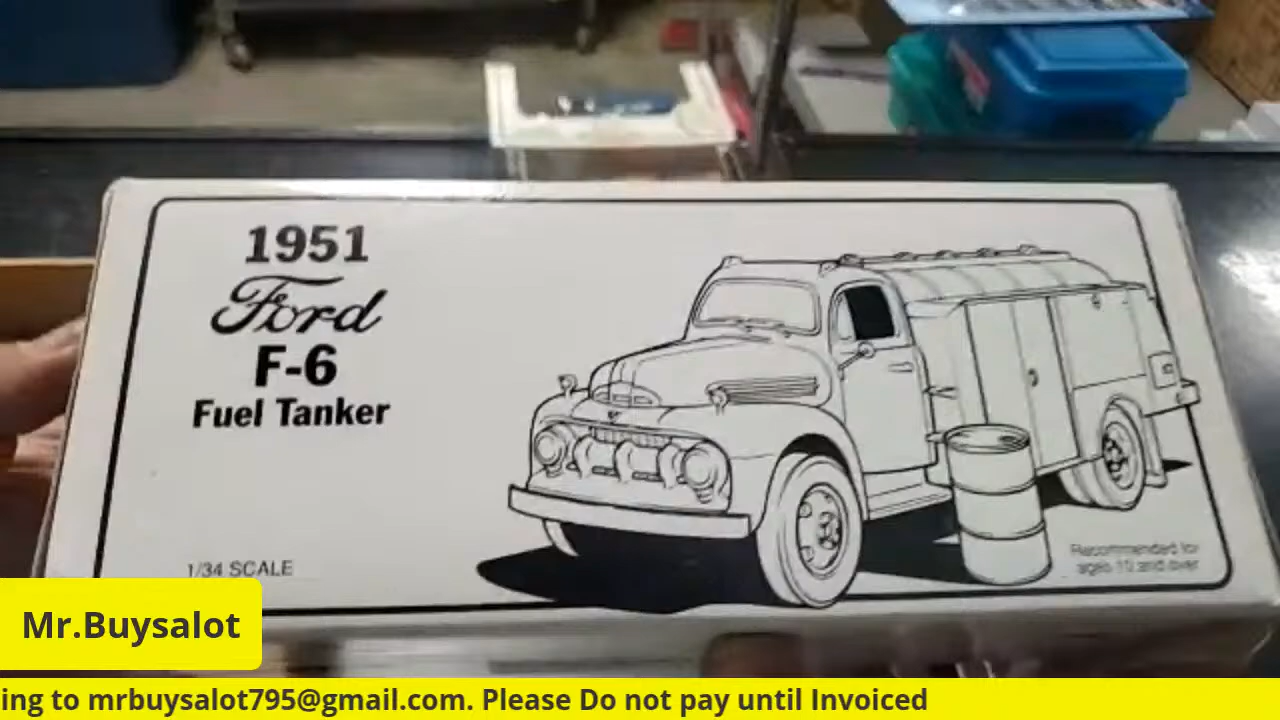 1951
Ford
F-6
Fuel Tanker
1/34 SCALE
Recommended for
ages 10 and over
Mr.Buysalot
ing to mrbuysalot795@gmail.com. Please Do not pay until Invoiced